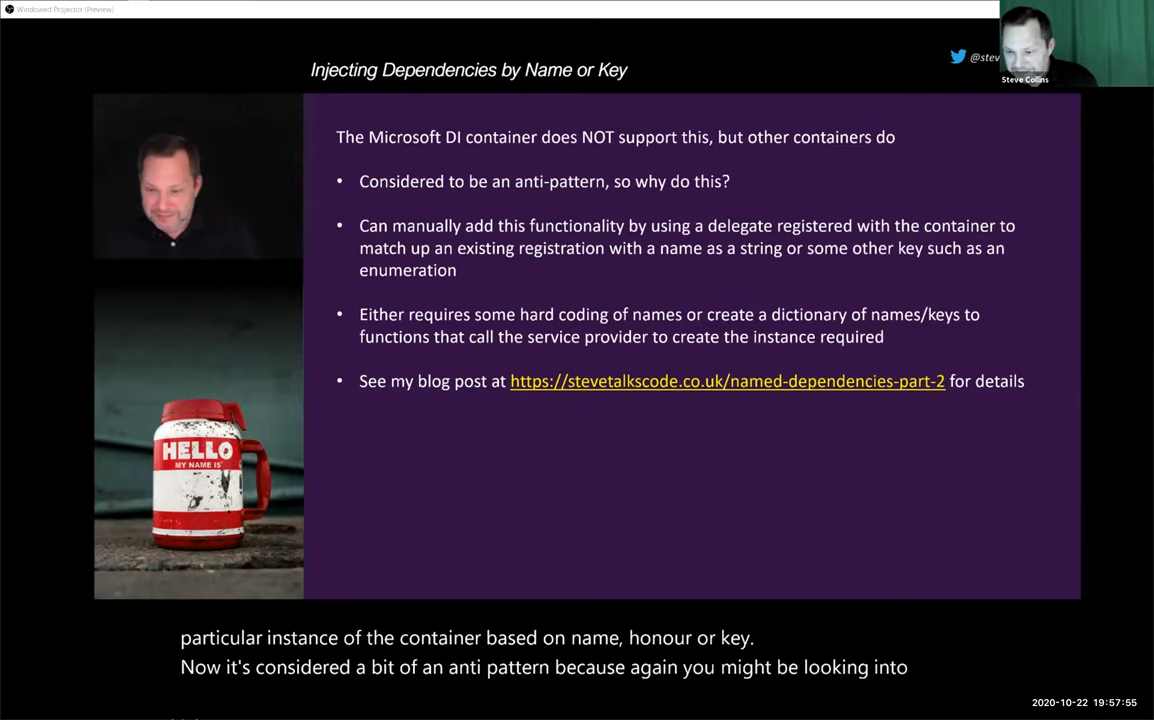 Windowed Projector (Preview)
Injecting Dependencies by Name or Key
@stev
Steve Collins
The Microsoft DI container does NOT support this, but other containers do
• Considered to be an anti-pattern, so why do this?
• Can manually add this functionality by using a delegate registered with the container to
match up an existing registration with a name as a string or some other key such as an
enumeration
• Either requires some hard coding of names or create a dictionary of names/keys to
functions that call the service provider to create the instance required
• See my blog post at https://stevetalkscode.co.uk/named-dependencies-part-2 for details
HELLO
MY NAME IS
particular instance of the container based on name, honour or key.
Now it's considered a bit of an anti pattern because again you might be looking into
2020-10-22 19:57:55